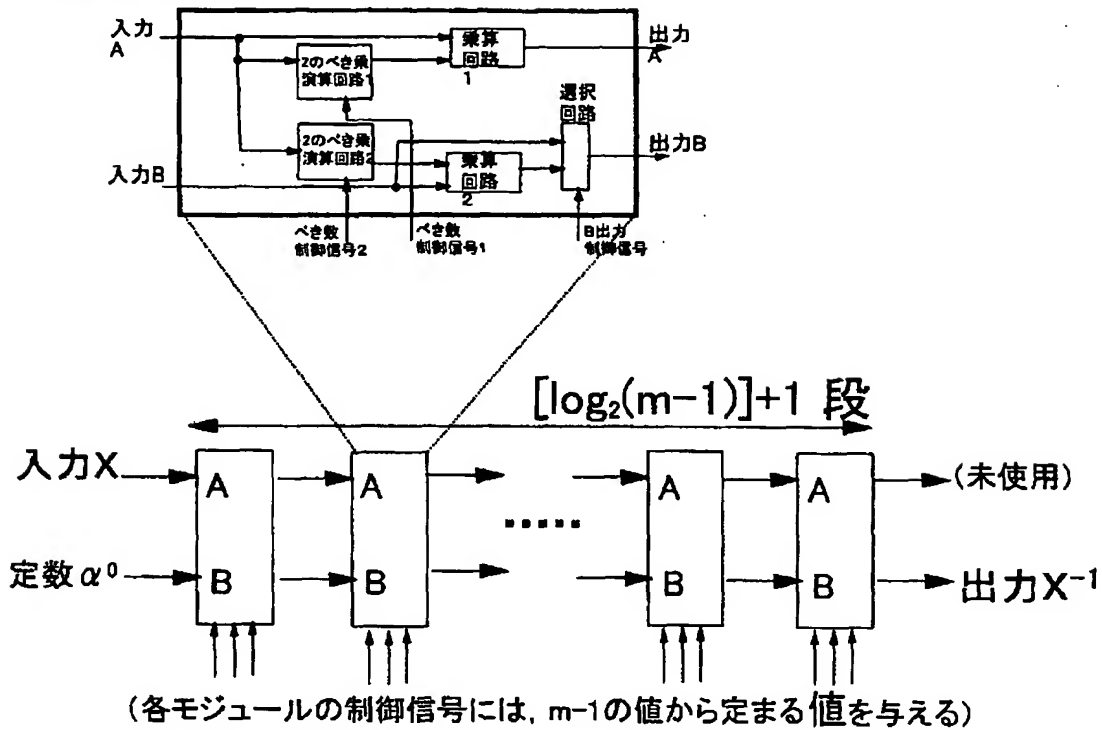 入力
A
2のべき乗
演算回路1
乗算
回路
1
出力
A
選択
回路
2のべき乗
演算回路2
乗算
回路
2
出力B
入力B
べき数
制御信号2
べき数
制御信号1
B出力
制御信号
[log₂(m-1)]+1 段
入力X
A
A
A
A
(未使用)
.....
定数α⁰
B
B
B
B
出力X⁻¹
(各モジュールの制御信号には, m-1の値から定まる値を与える)